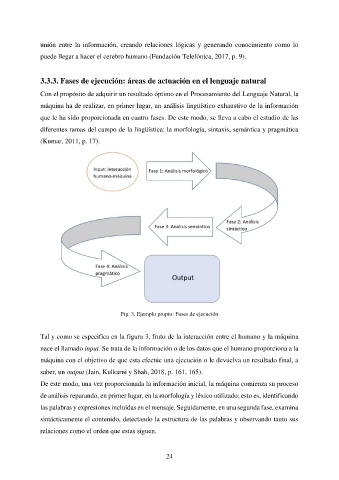 unión entre la información, creando relaciones lógicas y generando conocimiento como lo
puede llegar a hacer el cerebro humano (Fundación Telefónica, 2017, p. 9).
3.3.3. Fases de ejecución: áreas de actuación en el lenguaje natural
Con el propósito de adquirir un resultado óptimo en el Procesamiento del Lenguaje Natural, la
máquina ha de realizar, en primer lugar, un análisis lingüístico exhaustivo de la información
que le ha sido proporcionada en cuatro fases. De este modo, se lleva a cabo el estudio de las
diferentes ramas del campo de la lingüística: la morfología, sintaxis, semántica y pragmática
(Kumar, 2011, p. 17).
Input: interacción
humano-máquina
Fase 1: Análisis morfológico
Fase 2: Análisis
sintáctico
Fase 3: Análisis semántico
Fase 4: Análisis
pragmático
Output
Fig. 3. Ejemplo propio: Fases de ejecución
Tal y como se especifica en la figura 3, fruto de la interacción entre el humano y la máquina
nace el llamado input. Se trata de la información o de los datos que el humano proporciona a la
máquina con el objetivo de que esta efectúe una ejecución o le devuelva un resultado final, a
saber, un output (Jain, Kulkarni y Shah, 2018, p. 161, 165).
De este modo, una vez proporcionada la información inicial, la máquina comienza su proceso
de análisis reparando, en primer lugar, en la morfología y léxico utilizado; esto es, identificando
las palabras y expresiones incluidas en el mensaje. Seguidamente, en una segunda fase, examina
sintácticamente el contenido, detectando la estructura de las palabras y observando tanto sus
relaciones como el orden que estas siguen.
24